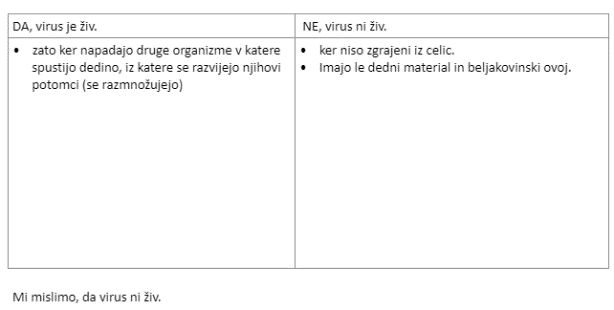 DA, virus je živ.
• zato ker napadajo druge organizme v katere
spustijo dedino, iz katere se razvijejo njihovi
potomci (se razmnožujejo)
NE, virus ni živ.
• ker niso zgrajeni iz celic.
• Imajo le dedni material in beljakovinski ovoj.
Mi mislimo, da virus ni živ.